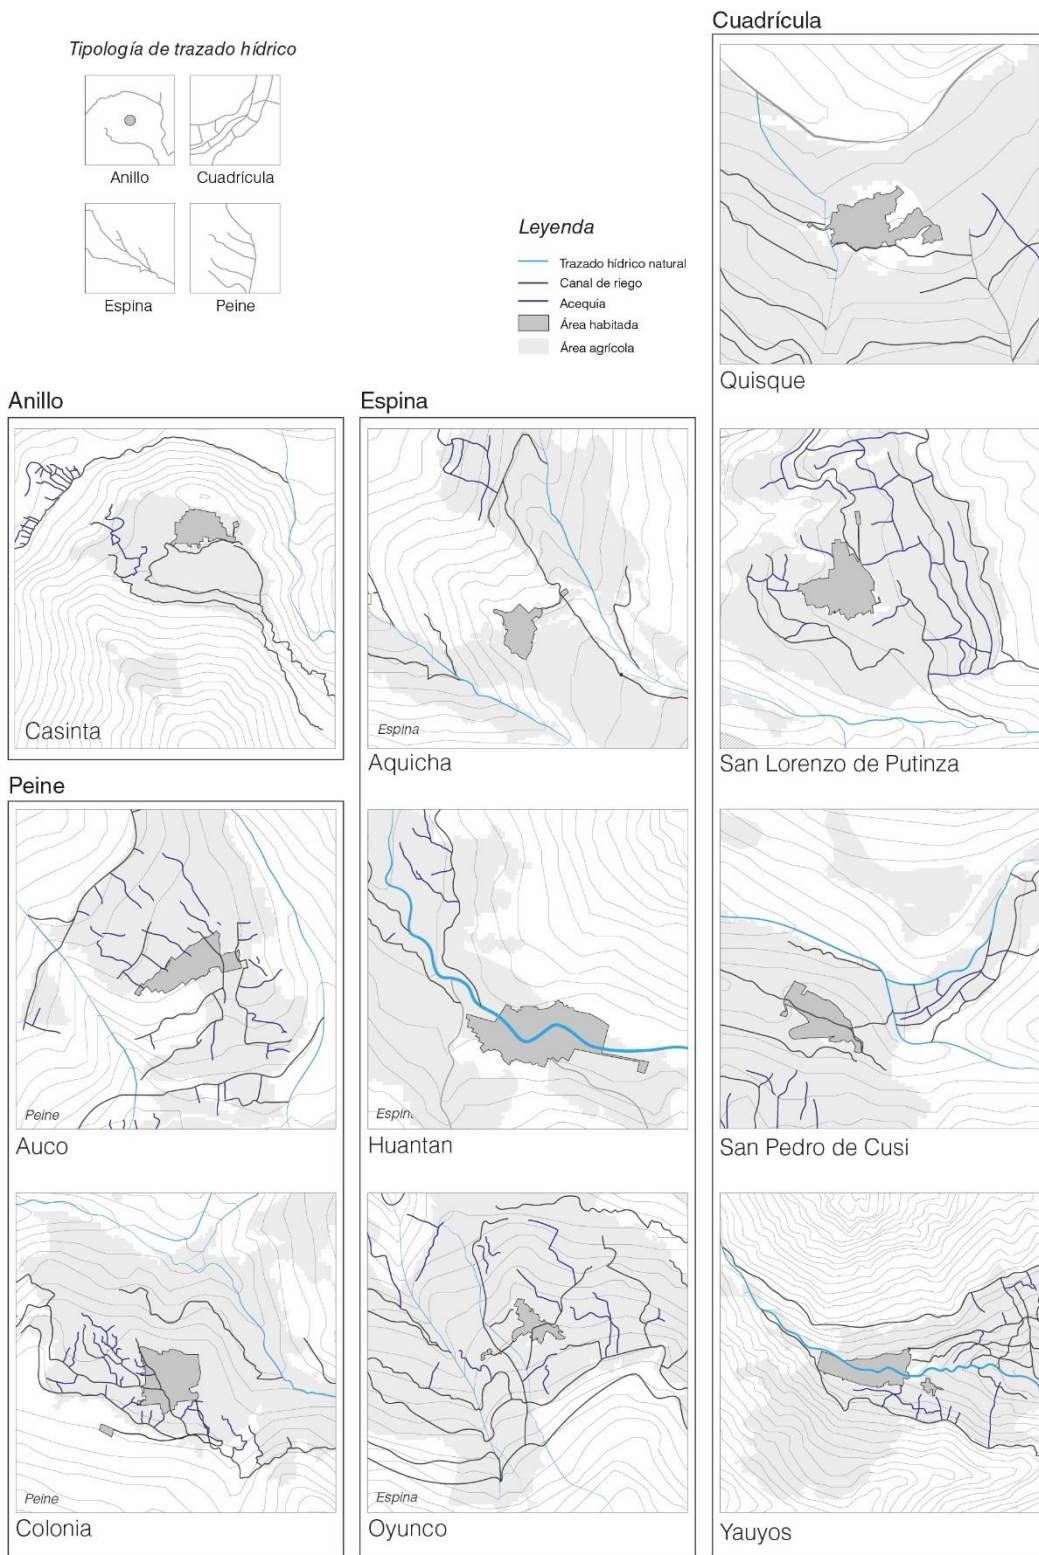 Tipología de trazado hídrico
Anillo
Cuadrícula
Espina
Peine
Leyenda
Trazado hídrico natural
Canal de riego
Acequia
Área habitada
Área agrícola
Anillo
Casinta
Peine
Peine
Auco
Peine
Colonia
Espina
Espina
Aquicha
Espina
Huantan
Espina
Oyunco
Cuadrícula
Quisque
San Lorenzo de Putinza
San Pedro de Cusi
Yauyos